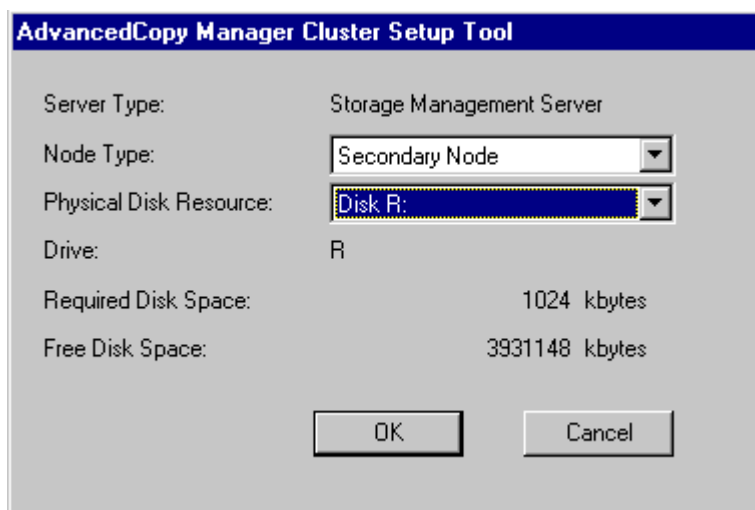 AdvancedCopy Manager Cluster Setup Tool
Server Type: Storage Management Server
Node Type: Secondary Node
Physical Disk Resource: Disk R:
Drive: R
Required Disk Space: 1024 kbytes
Free Disk Space: 3931148 kbytes
OK Cancel